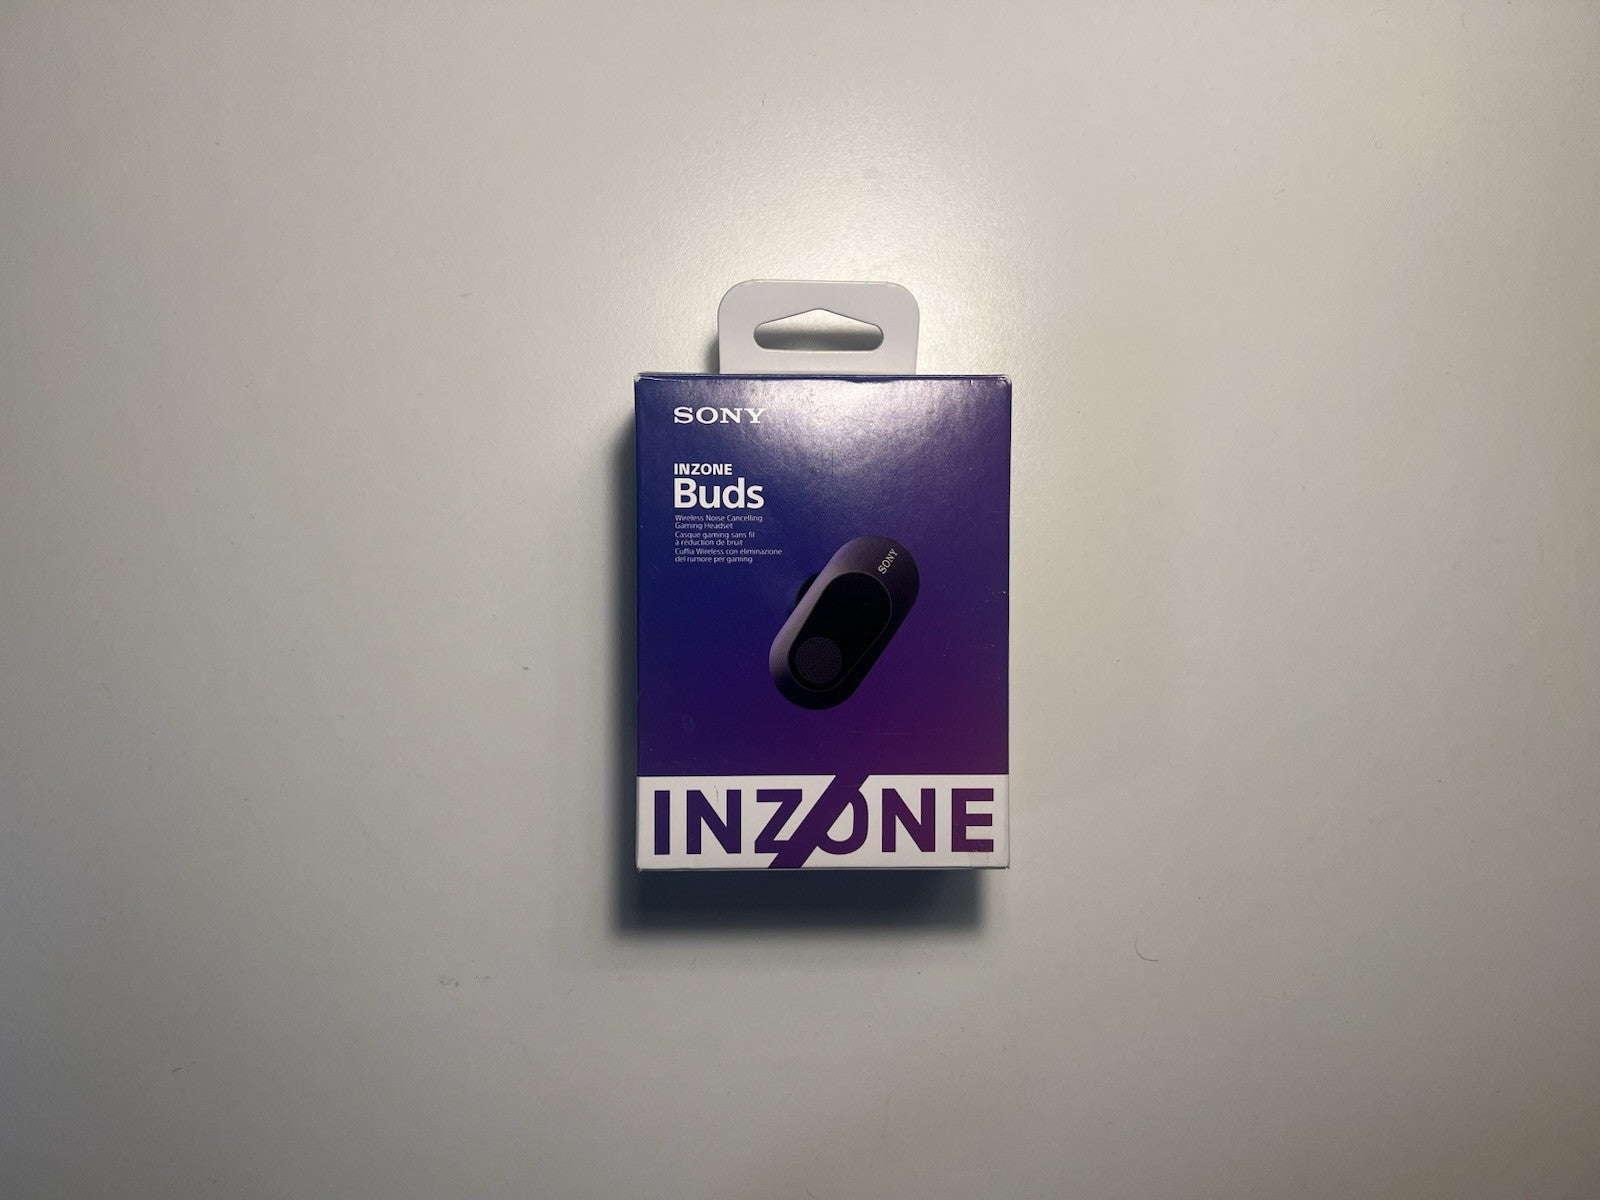 SONY
INZONE
Buds
Wireless Noise Cancelling
Gaming Headset
Casque gaming sans fil
à réduction de bruit
Cuffia Wireless con eliminazione
del rumore per gaming
SONY
INZONE